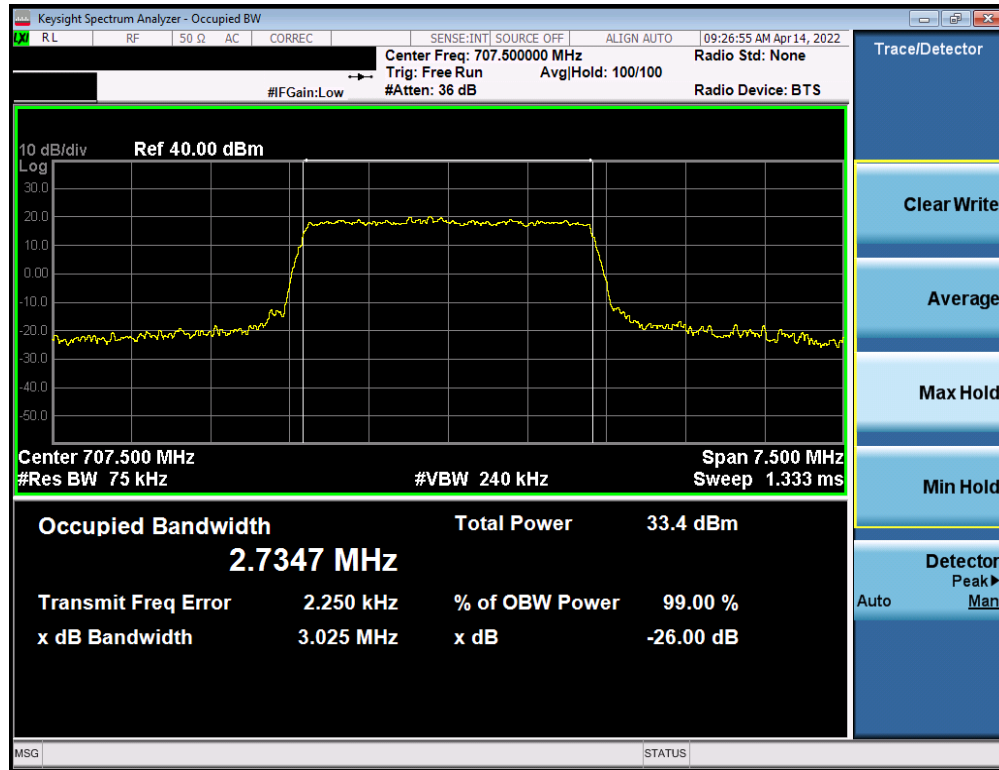 Keysight Spectrum Analyzer - Occupied BW
LXI RL RF 50 Ω AC CORREC SENSE:INT SOURCE OFF ALIGN AUTO 09:26:55 AM Apr 14, 2022
Center Freq: 707.500000 MHz Radio Std: None
Trig: Free Run Avg|Hold: 100/100
#IFGain:Low #Atten: 36 dB Radio Device: BTS
10 dB/div Ref 40.00 dBm
Log
30.0
20.0
10.0
0.00
-10.0
-20.0
-30.0
-40.0
-50.0
Center 707.500 MHz Span 7.500 MHz
#Res BW 75 kHz #VBW 240 kHz Sweep 1.333 ms
Occupied Bandwidth Total Power 33.4 dBm
2.7347 MHz
Transmit Freq Error 2.250 kHz % of OBW Power 99.00 %
x dB Bandwidth 3.025 MHz x dB -26.00 dB
MSG STATUS
Trace/Detector
Clear Write
Average
Max Hold
Min Hold
Detector
Peak▶
Auto Man